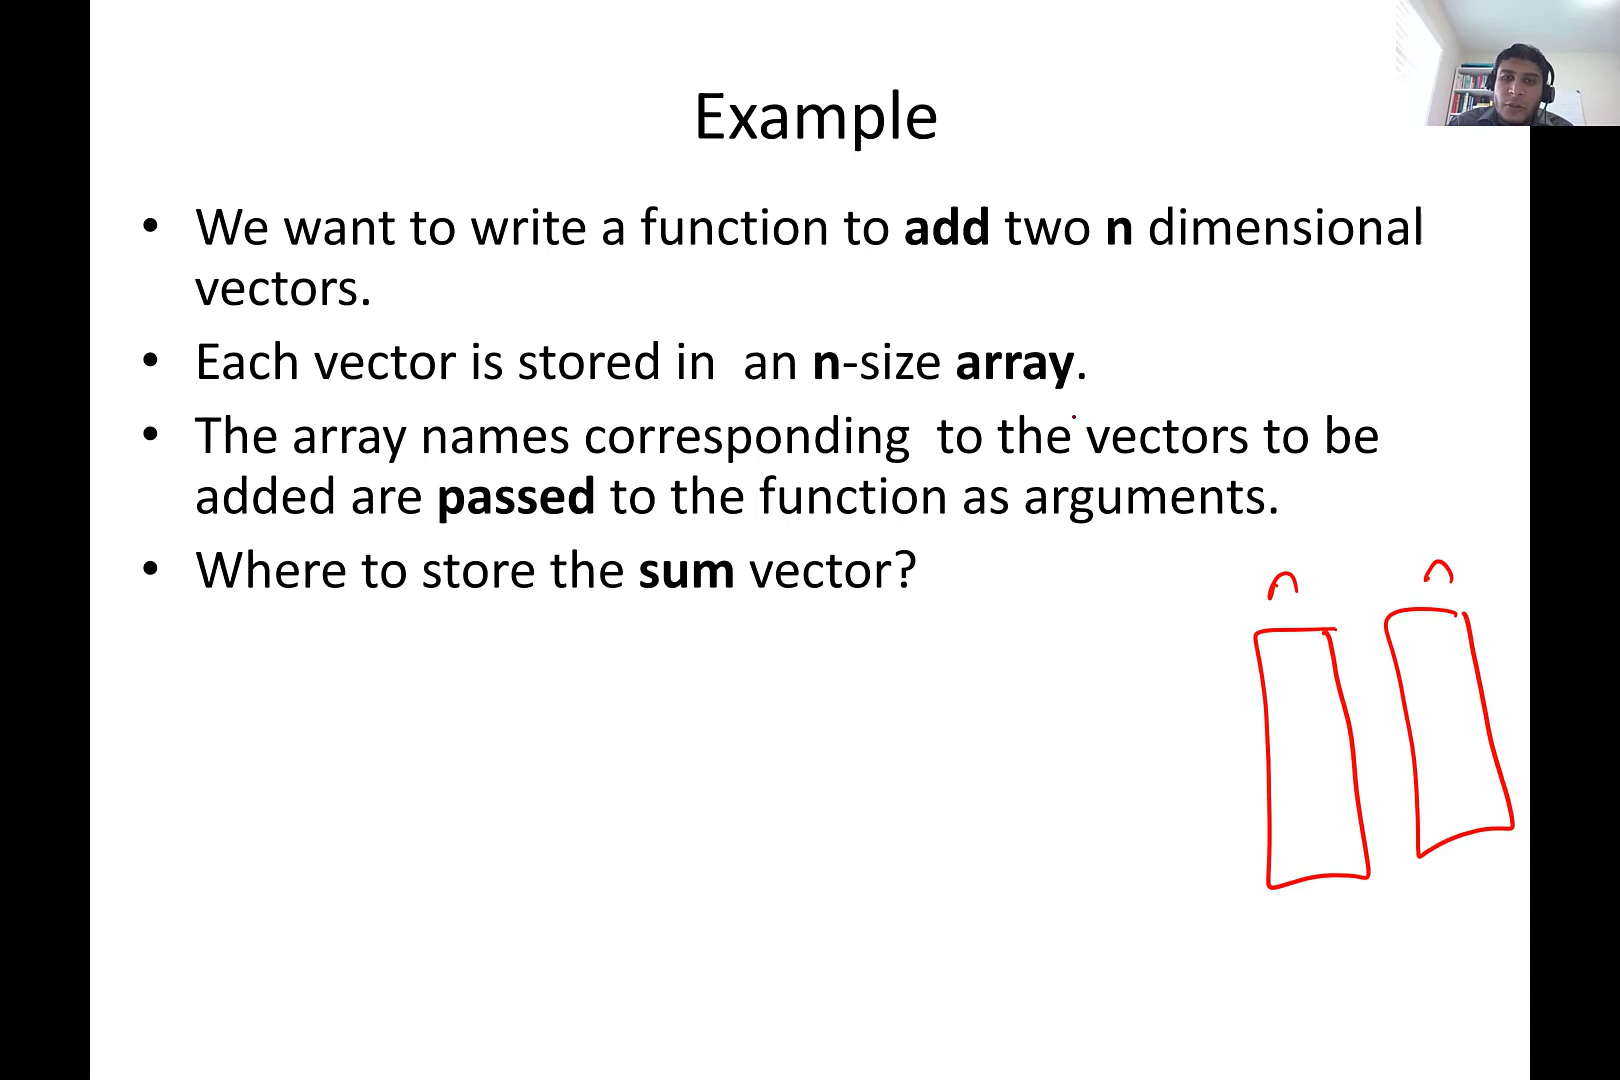 Example
• We want to write a function to add two n dimensional
vectors.
• Each vector is stored in  an n-size array.
• The array names corresponding  to the vectors to be
added are passed to the function as arguments.
• Where to store the sum vector?
n
n